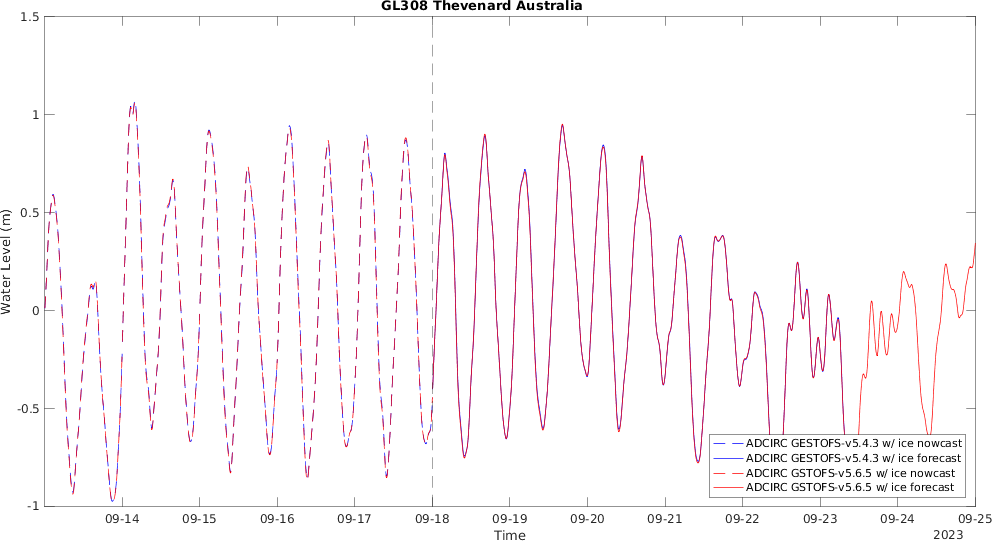 GL308 Thevenard Australia
1.5
1
0.5
0
-0.5
-1
Water Level (m)
ADCIRC GESTOFS-v5.4.3 w/ ice nowcast
ADCIRC GESTOFS-v5.4.3 w/ ice forecast
ADCIRC GSTOFS-v5.6.5 w/ ice nowcast
ADCIRC GSTOFS-v5.6.5 w/ ice forecast
09-14 09-15 09-16 09-17 09-18 09-19 09-20 09-21 09-22 09-23 09-24 09-25
Time
2023